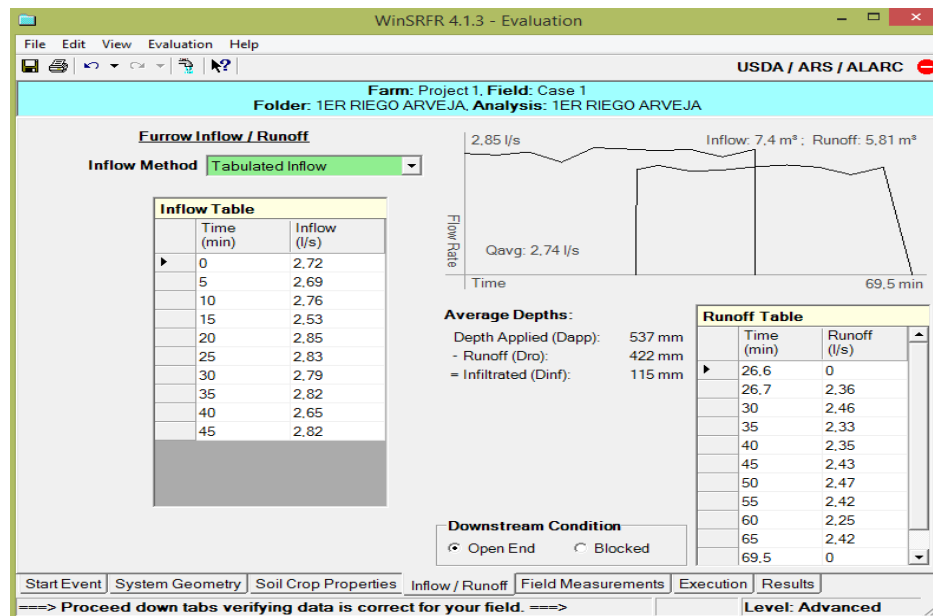 WinSRFR 4.1.3 - Evaluation
File Edit View Evaluation Help
USDA / ARS / ALARC
Farm: Project 1, Field: Case 1
Folder: 1ER RIEGO ARVEJA, Analysis: 1ER RIEGO ARVEJA
Furrow Inflow / Runoff
Inflow Method Tabulated Inflow
Inflow Table
Time (min) Inflow (l/s)
0 2,72
5 2,69
10 2,76
15 2,53
20 2,85
25 2,83
30 2,79
35 2,82
40 2,65
45 2,82
2,85 l/s Inflow: 7,4 m³ ; Runoff: 5,81 m³
Flow Rate
Qavg: 2,74 l/s
Time 69,5 min
Average Depths:
Depth Applied (Dapp): 537 mm
- Runoff (Dro): 422 mm
= Infiltrated (Dinf): 115 mm
Runoff Table
Time (min) Runoff (l/s)
26,6 0
26,7 2,36
30 2,46
35 2,33
40 2,35
45 2,43
50 2,47
55 2,42
60 2,25
65 2,42
69,5 0
Downstream Condition
Open End Blocked
Start Event System Geometry Soil Crop Properties Inflow / Runoff Field Measurements Execution Results
===> Proceed down tabs verifying data is correct for your field. ===> Level: Advanced